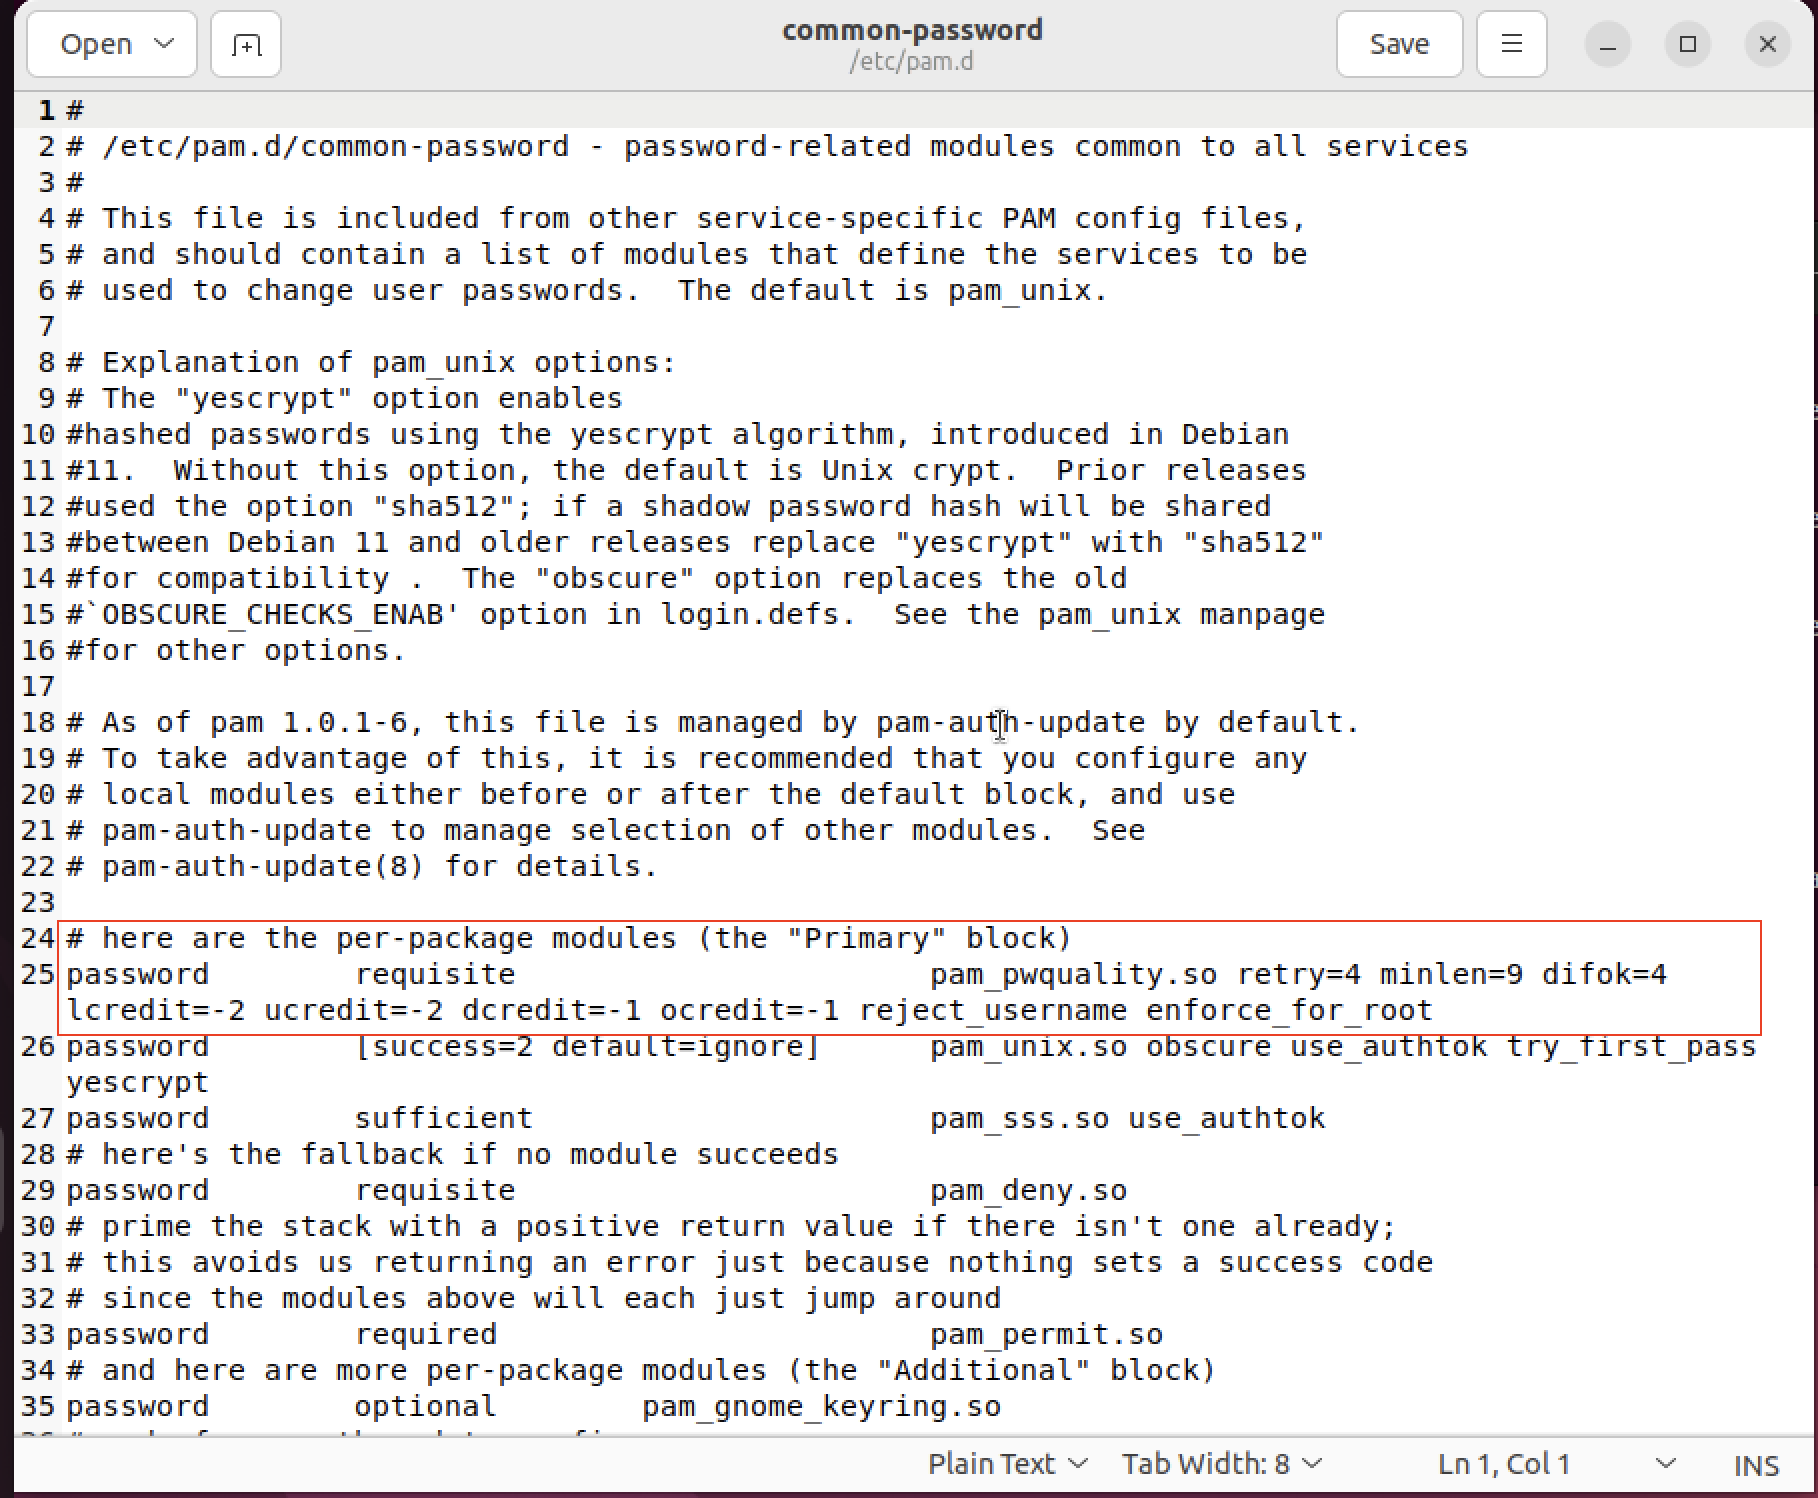 Open
common-password
/etc/pam.d
Save
1 #
2 # /etc/pam.d/common-password - password-related modules common to all services
3 #
4 # This file is included from other service-specific PAM config files,
5 # and should contain a list of modules that define the services to be
6 # used to change user passwords.  The default is pam_unix.
7
8 # Explanation of pam_unix options:
9 # The "yescrypt" option enables
10 #hashed passwords using the yescrypt algorithm, introduced in Debian
11 #11.  Without this option, the default is Unix crypt.  Prior releases
12 #used the option "sha512"; if a shadow password hash will be shared
13 #between Debian 11 and older releases replace "yescrypt" with "sha512"
14 #for compatibility .  The "obscure" option replaces the old
15 #`OBSCURE_CHECKS_ENAB' option in login.defs.  See the pam_unix manpage
16 #for other options.
17
18 # As of pam 1.0.1-6, this file is managed by pam-auth-update by default.
19 # To take advantage of this, it is recommended that you configure any
20 # local modules either before or after the default block, and use
21 # pam-auth-update to manage selection of other modules.  See
22 # pam-auth-update(8) for details.
23
24 # here are the per-package modules (the "Primary" block)
25 password        requisite                       pam_pwquality.so retry=4 minlen=9 difok=4
lcredit=-2 ucredit=-2 dcredit=-1 ocredit=-1 reject_username enforce_for_root
26 password        [success=2 default=ignore]      pam_unix.so obscure use_authtok try_first_pass
yescrypt
27 password        sufficient                      pam_sss.so use_authtok
28 # here's the fallback if no module succeeds
29 password        requisite                       pam_deny.so
30 # prime the stack with a positive return value if there isn't one already;
31 # this avoids us returning an error just because nothing sets a success code
32 # since the modules above will each just jump around
33 password        required                        pam_permit.so
34 # and here are more per-package modules (the "Additional" block)
35 password        optional        pam_gnome_keyring.so
Plain Text
Tab Width: 8
Ln 1, Col 1
INS